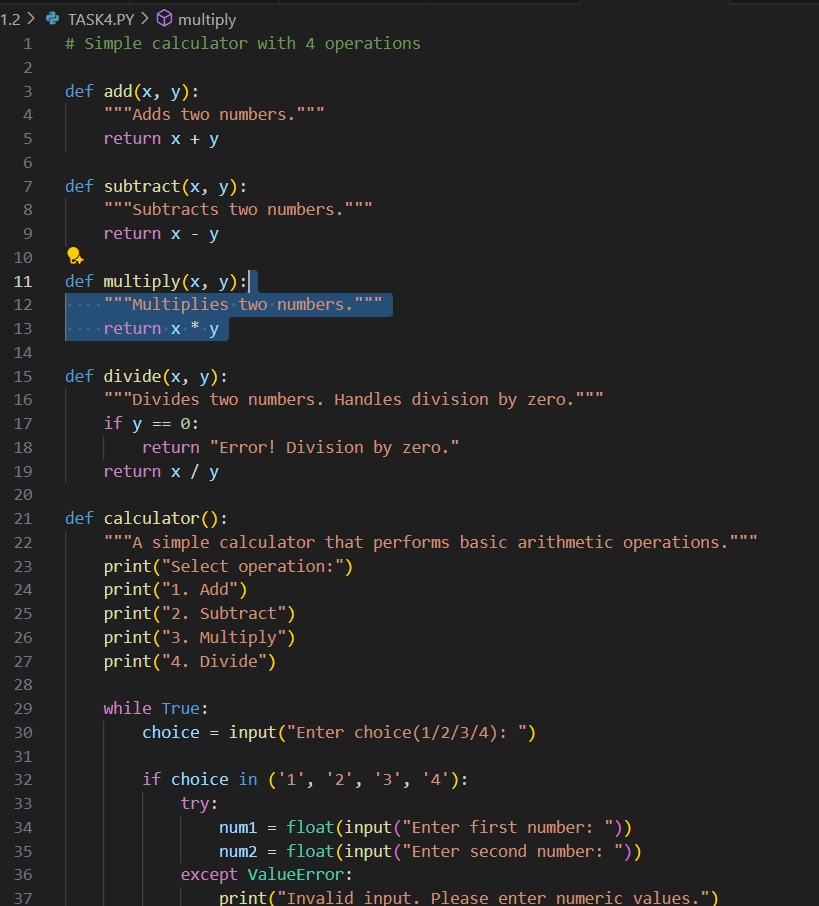 1.2 > TASK4.PY > multiply
1 # Simple calculator with 4 operations
2
3 def add(x, y):
4     """Adds two numbers."""
5     return x + y
6
7 def subtract(x, y):
8     """Subtracts two numbers."""
9     return x - y
10
11 def multiply(x, y):
12     """Multiplies two numbers."""
13     return x * y
14
15 def divide(x, y):
16     """Divides two numbers. Handles division by zero."""
17     if y == 0:
18         return "Error! Division by zero."
19     return x / y
20
21 def calculator():
22     """A simple calculator that performs basic arithmetic operations."""
23     print("Select operation:")
24     print("1. Add")
25     print("2. Subtract")
26     print("3. Multiply")
27     print("4. Divide")
28
29     while True:
30         choice = input("Enter choice(1/2/3/4): ")
31
32         if choice in ('1', '2', '3', '4'):
33             try:
34                 num1 = float(input("Enter first number: "))
35                 num2 = float(input("Enter second number: "))
36             except ValueError:
37                 print("Invalid input. Please enter numeric values.")